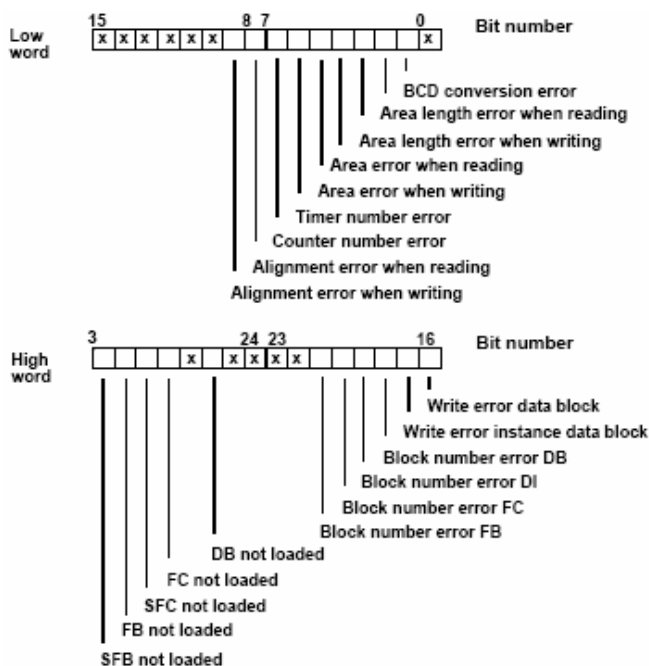 15 8 7 0 Bit number
Low word x x x x x x x
BCD conversion error
Area length error when reading
Area length error when writing
Area error when reading
Area error when writing
Timer number error
Counter number error
Alignment error when reading
Alignment error when writing
3 24 23 16 Bit number
High word x x x x x
Write error data block
Write error instance data block
Block number error DB
Block number error DI
Block number error FC
Block number error FB
DB not loaded
FC not loaded
SFC not loaded
FB not loaded
SFB not loaded